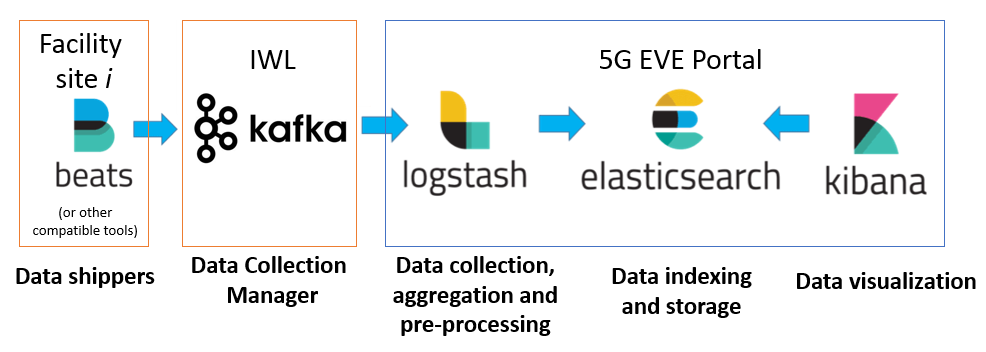 Facility
site i
beats
(or other
compatible tools)
Data shippers
IWL
kafka
Data Collection
Manager
5G EVE Portal
logstash
elasticsearch
kibana
Data collection,
aggregation and
pre-processing
Data indexing
and storage
Data visualization